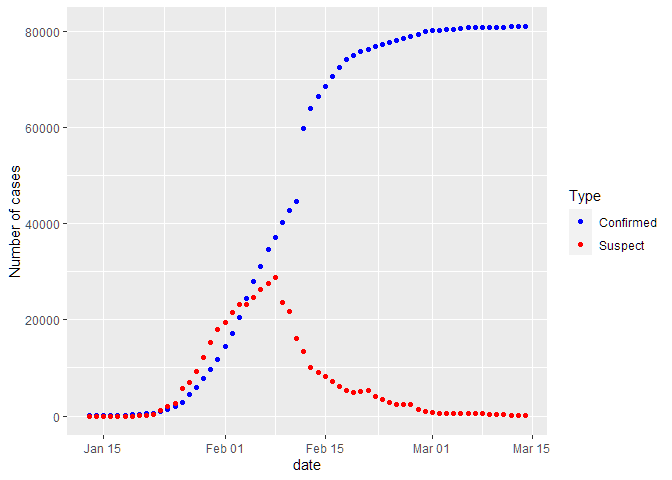 80000
60000
40000
20000
0
Number of cases
Jan 15
Feb 01
Feb 15
Mar 01
Mar 15
date
Type
Confirmed
Suspect